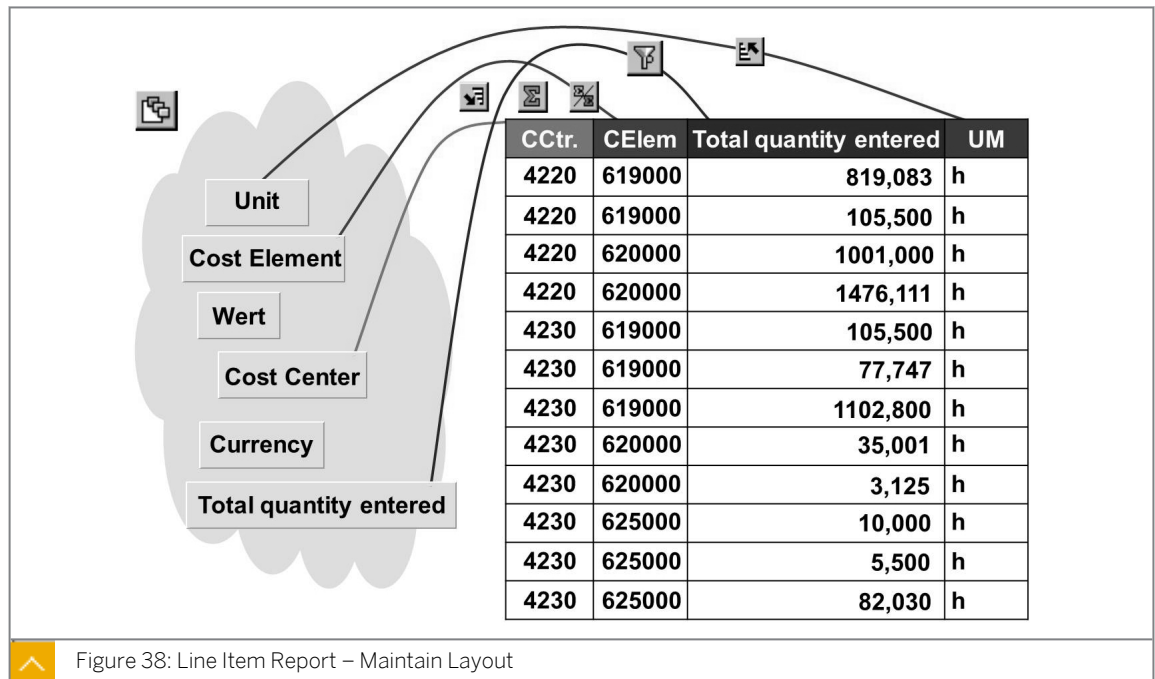 Unit
Cost Element
Wert
Cost Center
Currency
Total quantity entered
CCtr. CElem Total quantity entered UM
4220 619000 819,083 h
4220 619000 105,500 h
4220 620000 1001,000 h
4220 620000 1476,111 h
4230 619000 105,500 h
4230 619000 77,747 h
4230 619000 1102,800 h
4230 620000 35,001 h
4230 620000 3,125 h
4230 625000 10,000 h
4230 625000 5,500 h
4230 625000 82,030 h
Figure 38: Line Item Report – Maintain Layout